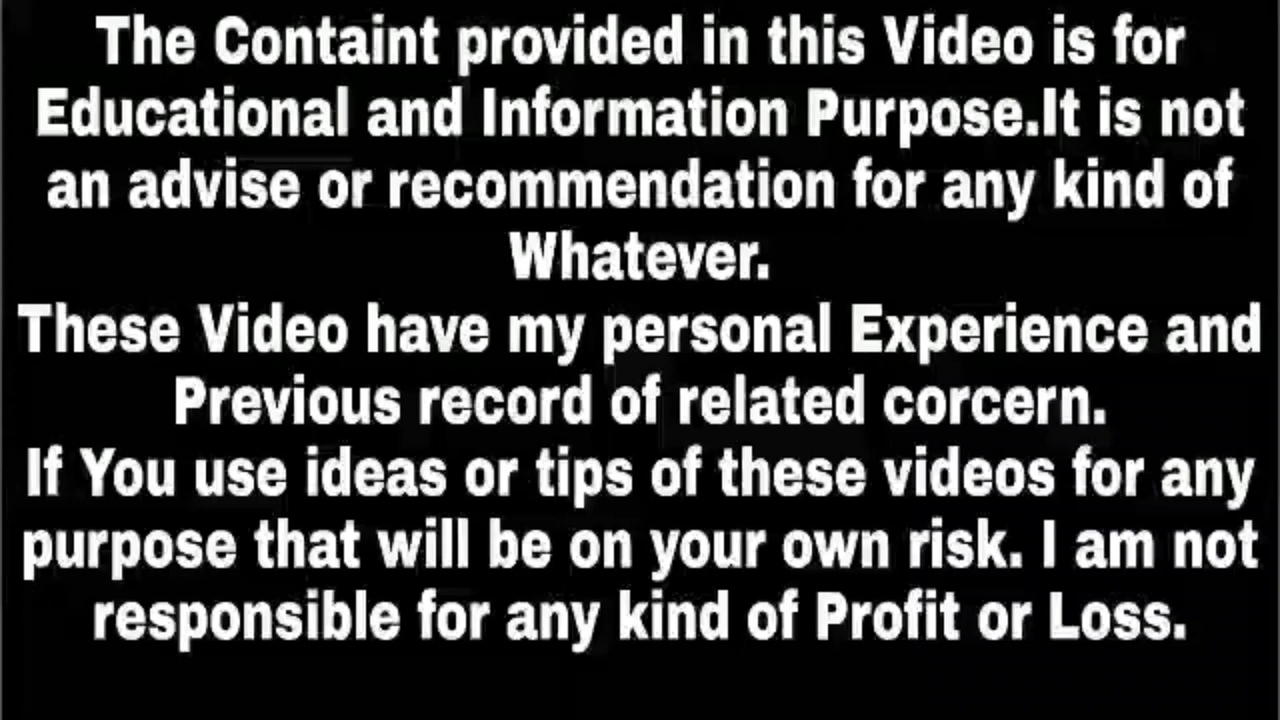 The Containt provided in this Video is for
Educational and Information Purpose.It is not
an advise or recommendation for any kind of
Whatever.
These Video have my personal Experience and
Previous record of related corcern.
If You use ideas or tips of these videos for any
purpose that will be on your own risk. I am not
responsible for any kind of Profit or Loss.